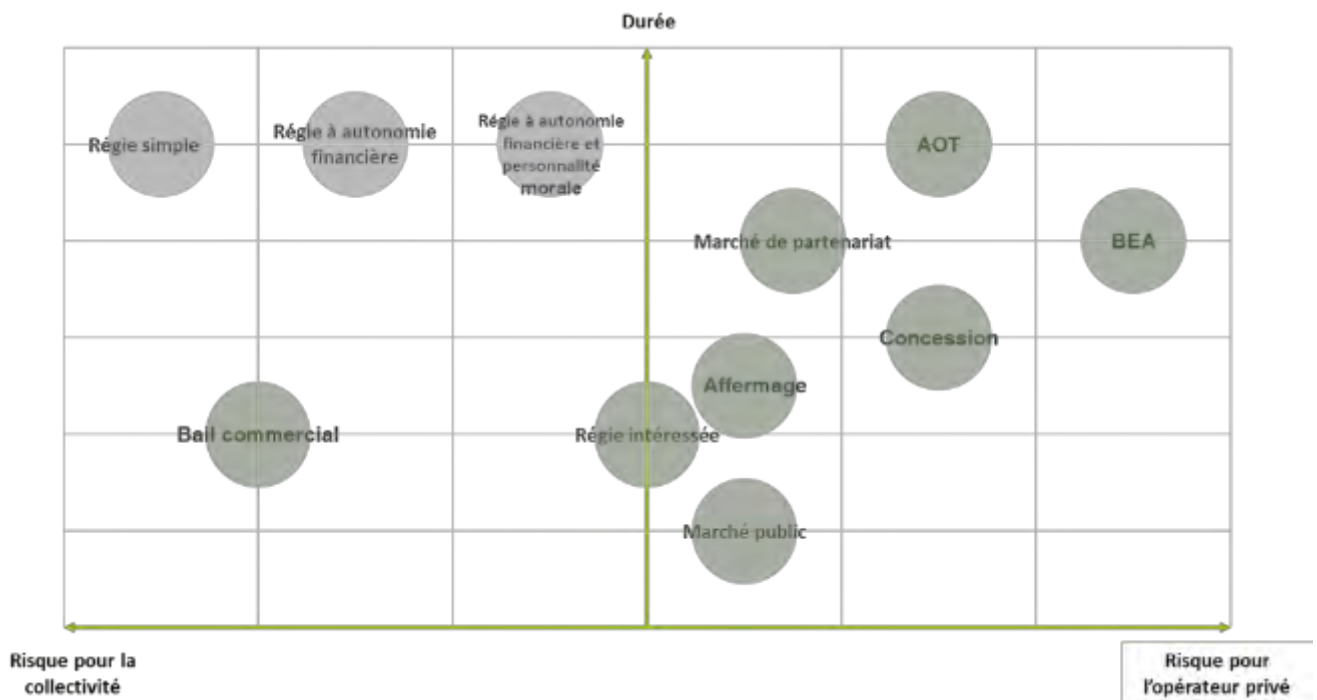 Durée
Régie simple
Régie à autonomie
financière
Régie à autonomie
financière et
personnalité
morale
AOT
Marché de partenariat
BEA
Concession
Affermage
Bail commercial
Régie intéressée
Marché public
Risque pour la
collectivité
Risque pour
l'opérateur privé